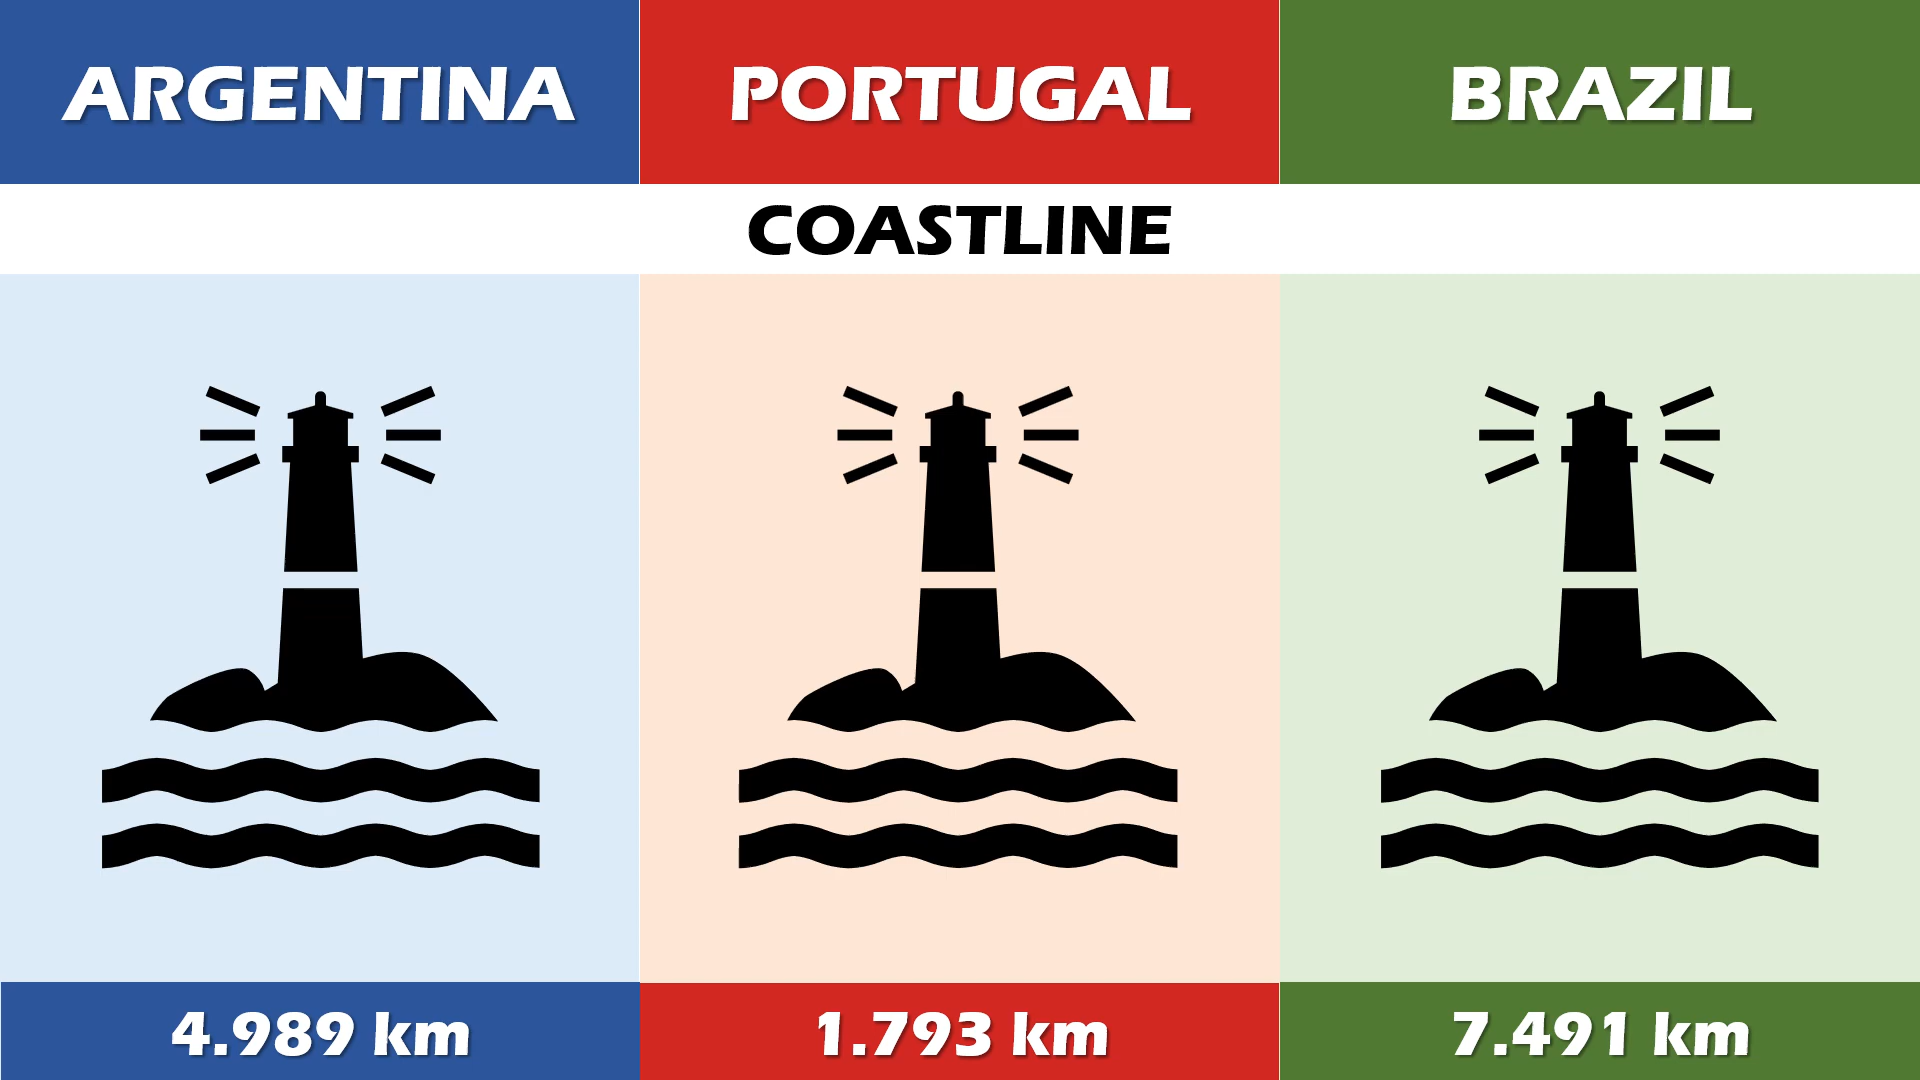 ARGENTINA
PORTUGAL
BRAZIL
COASTLINE
4.989 km
1.793 km
7.491 km